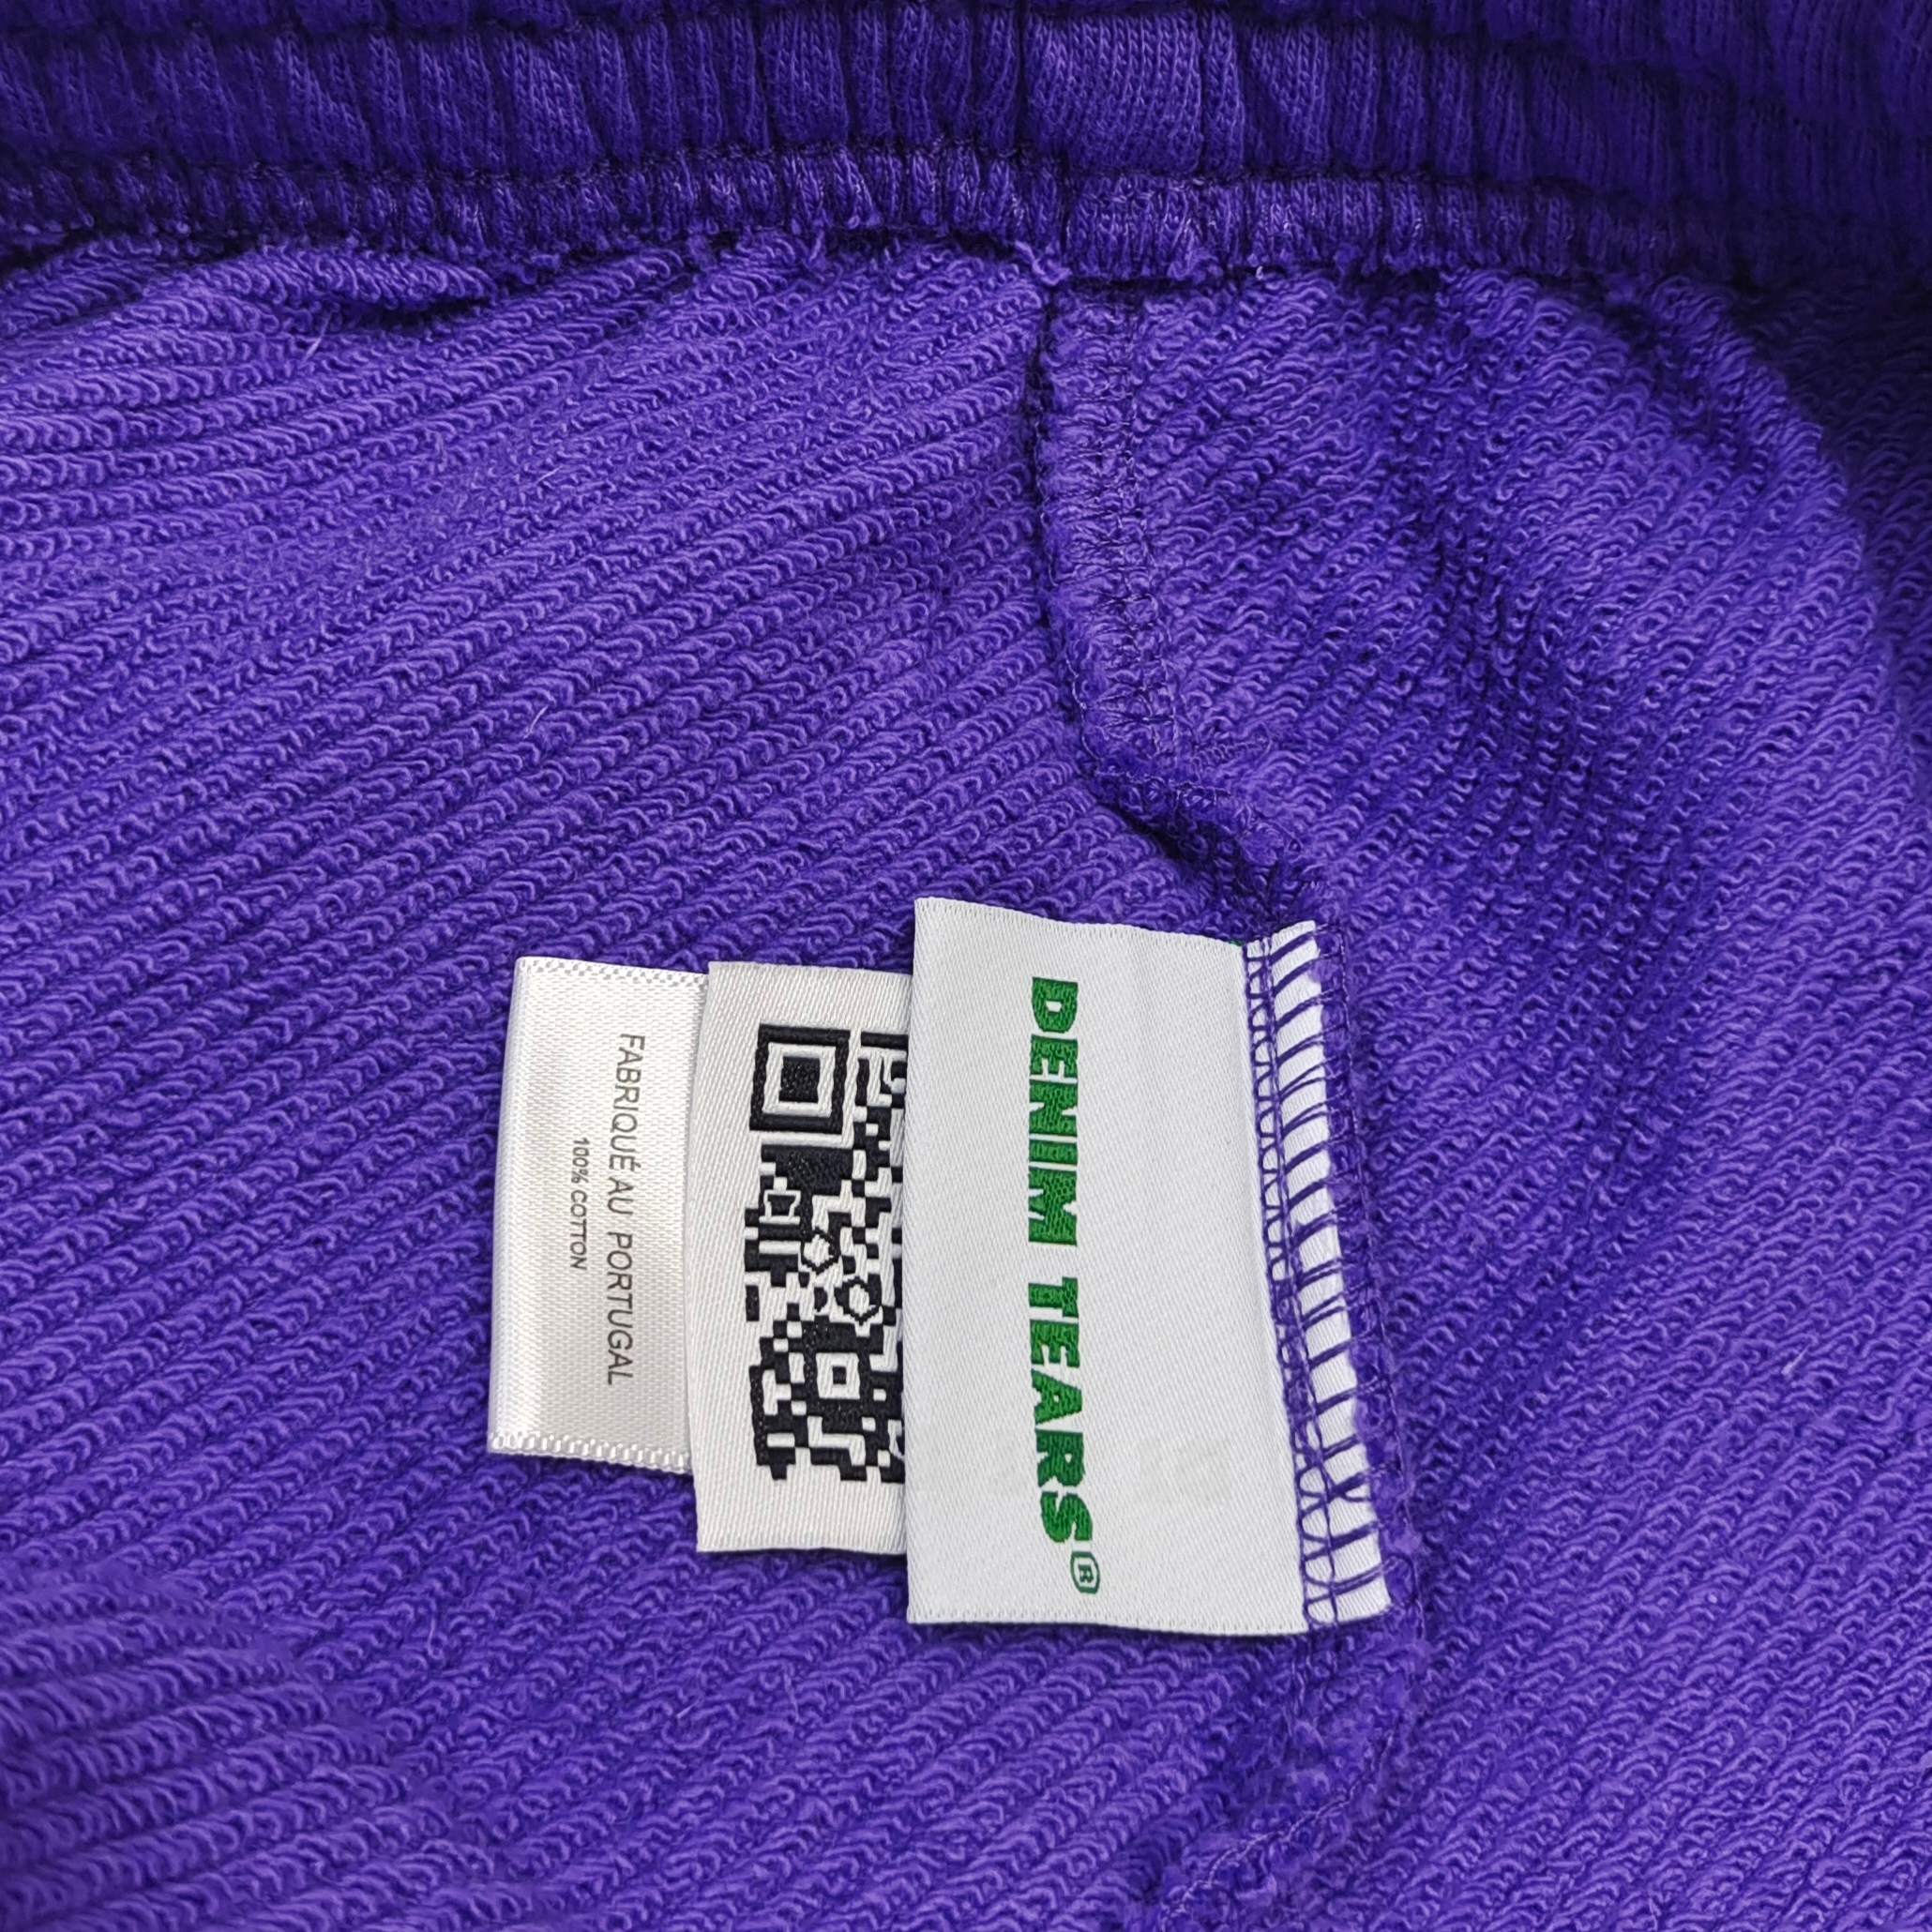 DENIM TEARS®
FABRIQUÉ AU PORTUGAL
100% COTTON